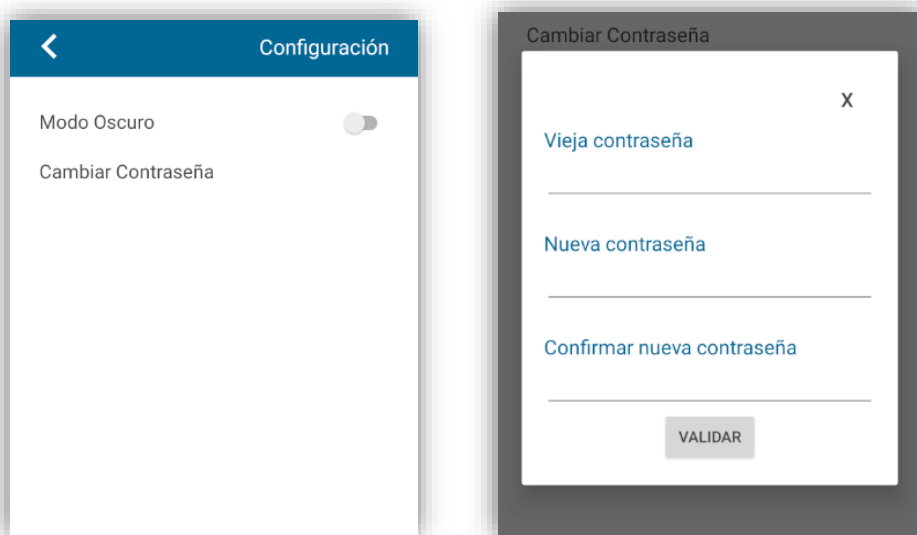 Configuración
Modo Oscuro
Cambiar Contraseña
Cambiar Contraseña
X
Vieja contraseña
Nueva contraseña
Confirmar nueva contraseña
VALIDAR